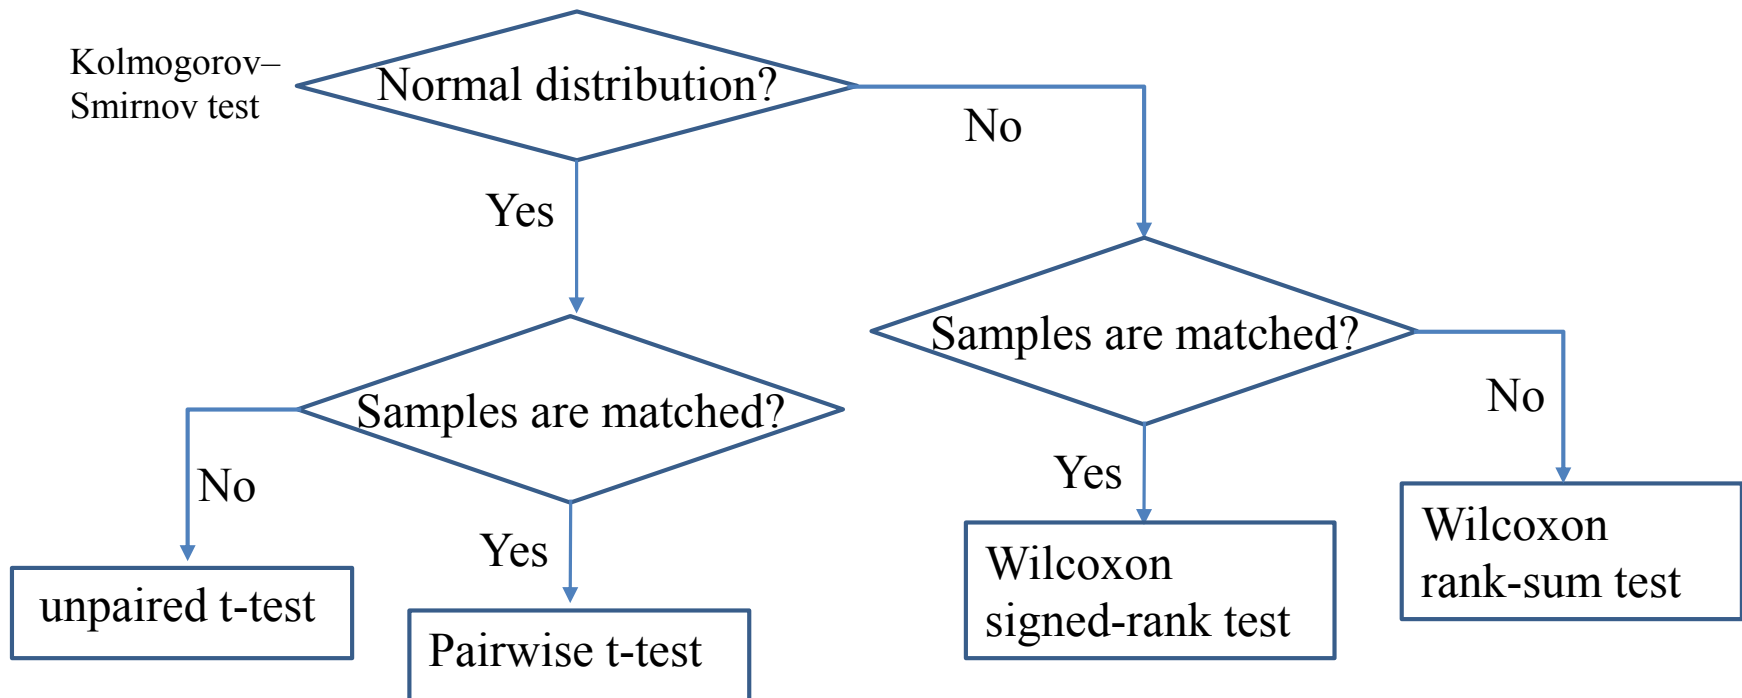 Kolmogorov–
Smirnov test
Normal distribution?
No
Yes
Samples are matched?
Samples are matched?
No
No
Yes
Yes
unpaired t-test
Pairwise t-test
Wilcoxon
signed-rank test
Wilcoxon
rank-sum test